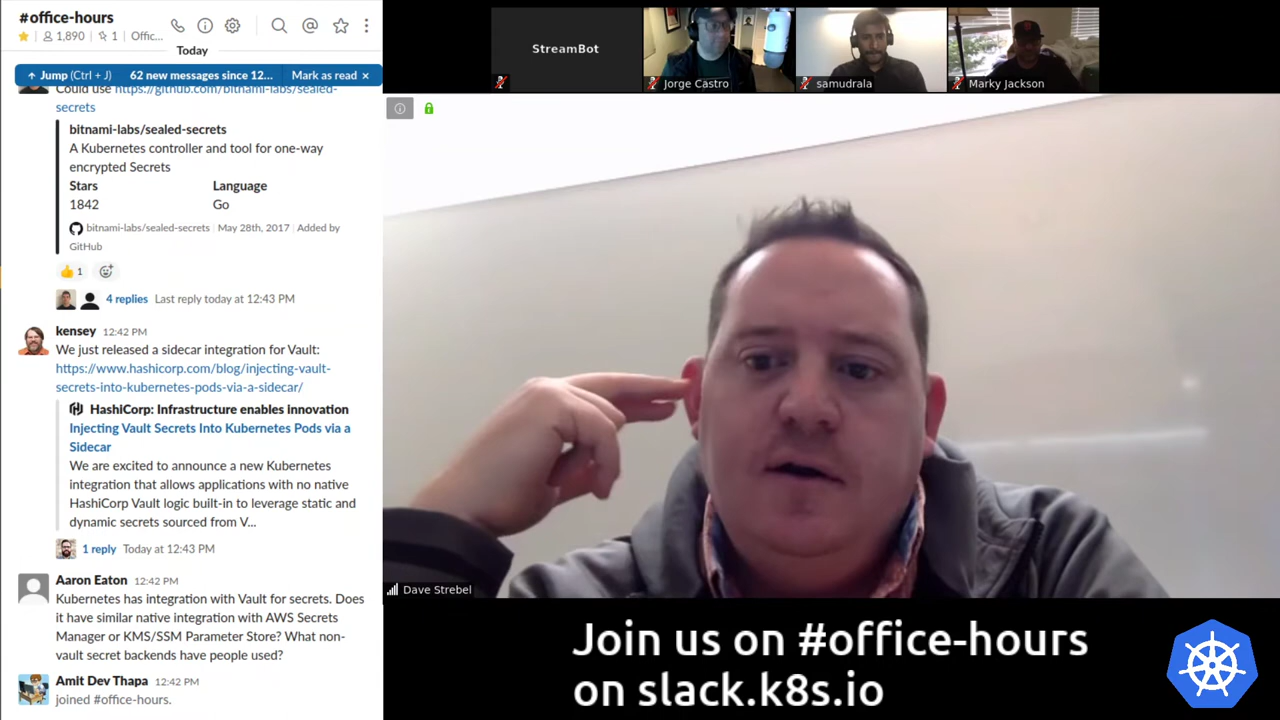 #office-hours
1,890 1 Offic...
Today
↑ Jump (Ctrl + J) 62 new messages since 12... Mark as read ×
Could use https://github.com/bitnami-labs/sealed-
secrets
bitnami-labs/sealed-secrets
A Kubernetes controller and tool for one-way
encrypted Secrets
Stars Language
1842 Go
bitnami-labs/sealed-secrets | May 28th, 2017 | Added by
GitHub
1
4 replies Last reply today at 12:43 PM
kensey 12:42 PM
We just released a sidecar integration for Vault:
https://www.hashicorp.com/blog/injecting-vault-
secrets-into-kubernetes-pods-via-a-sidecar/
HashiCorp: Infrastructure enables innovation
Injecting Vault Secrets Into Kubernetes Pods via a
Sidecar
We are excited to announce a new Kubernetes
integration that allows applications with no native
HashiCorp Vault logic built-in to leverage static and
dynamic secrets sourced from V...
1 reply Today at 12:43 PM
Aaron Eaton 12:42 PM
Kubernetes has integration with Vault for secrets. Does
it have similar native integration with AWS Secrets
Manager or KMS/SSM Parameter Store? What non-
vault secret backends have people used?
Amit Dev Thapa 12:42 PM
joined #office-hours.
StreamBot
Jorge Castro
samudrala
Marky Jackson
Dave Strebel
Join us on #office-hours
on slack.k8s.io